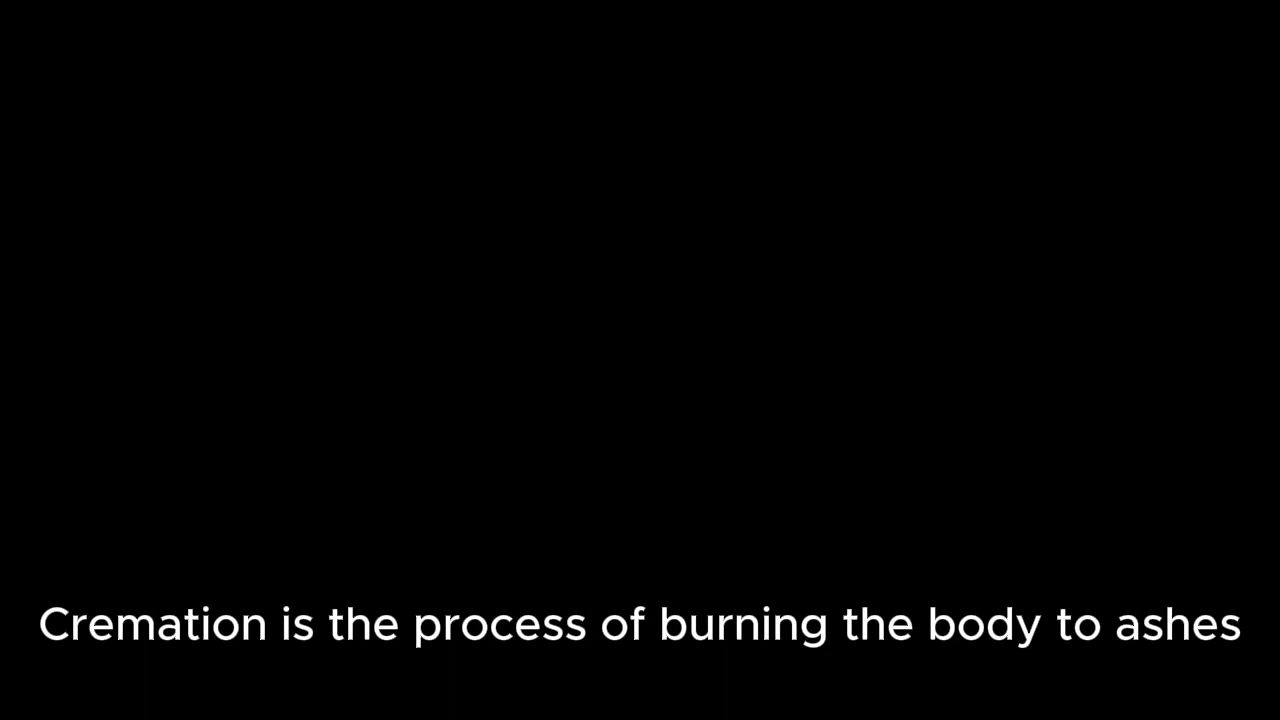 Cremation is the process of burning the body to ashes